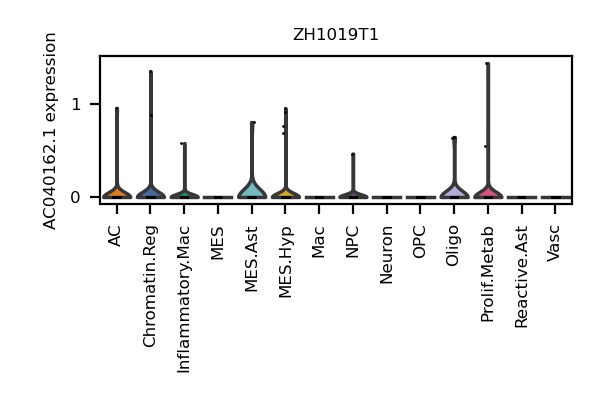 ZH1019T1
AC040162.1 expression
1
0
AC
Chromatin.Reg
Inflammatory.Mac
MES
MES.Ast
MES.Hyp
Mac
NPC
Neuron
OPC
Oligo
Prolif.Metab
Reactive.Ast
Vasc